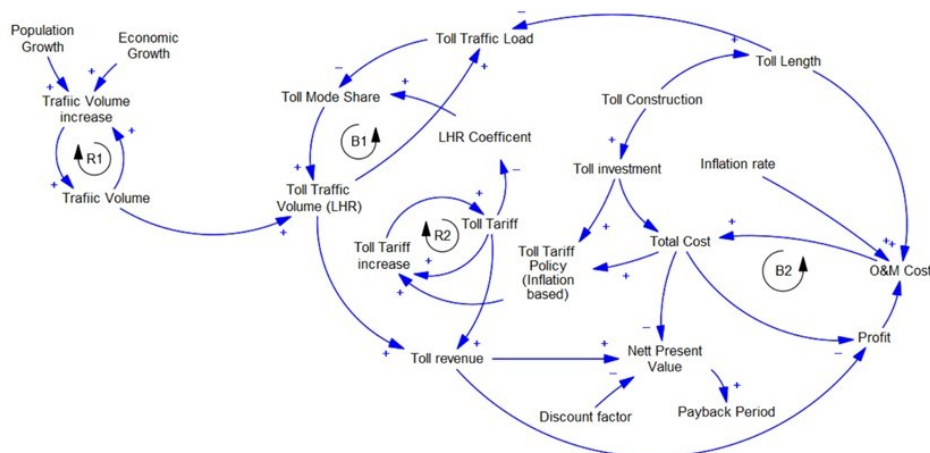 Population
Growth
Economic
Growth
Toll Traffic Load
Toll Length
Trafiic Volume
increase
Toll Mode Share
Toll Construction
B1
LHR Coefficent
R1
Toll investment
Inflation rate
Trafiic Volume
Toll Traffic
Volume (LHR)
Toll Tariff
R2
Toll Tariff
increase
Toll Tariff
Policy
(Inflation
based)
Total Cost
B2
O&M Cost
Toll revenue
Nett Present
Value
Profit
Discount factor
Payback Period